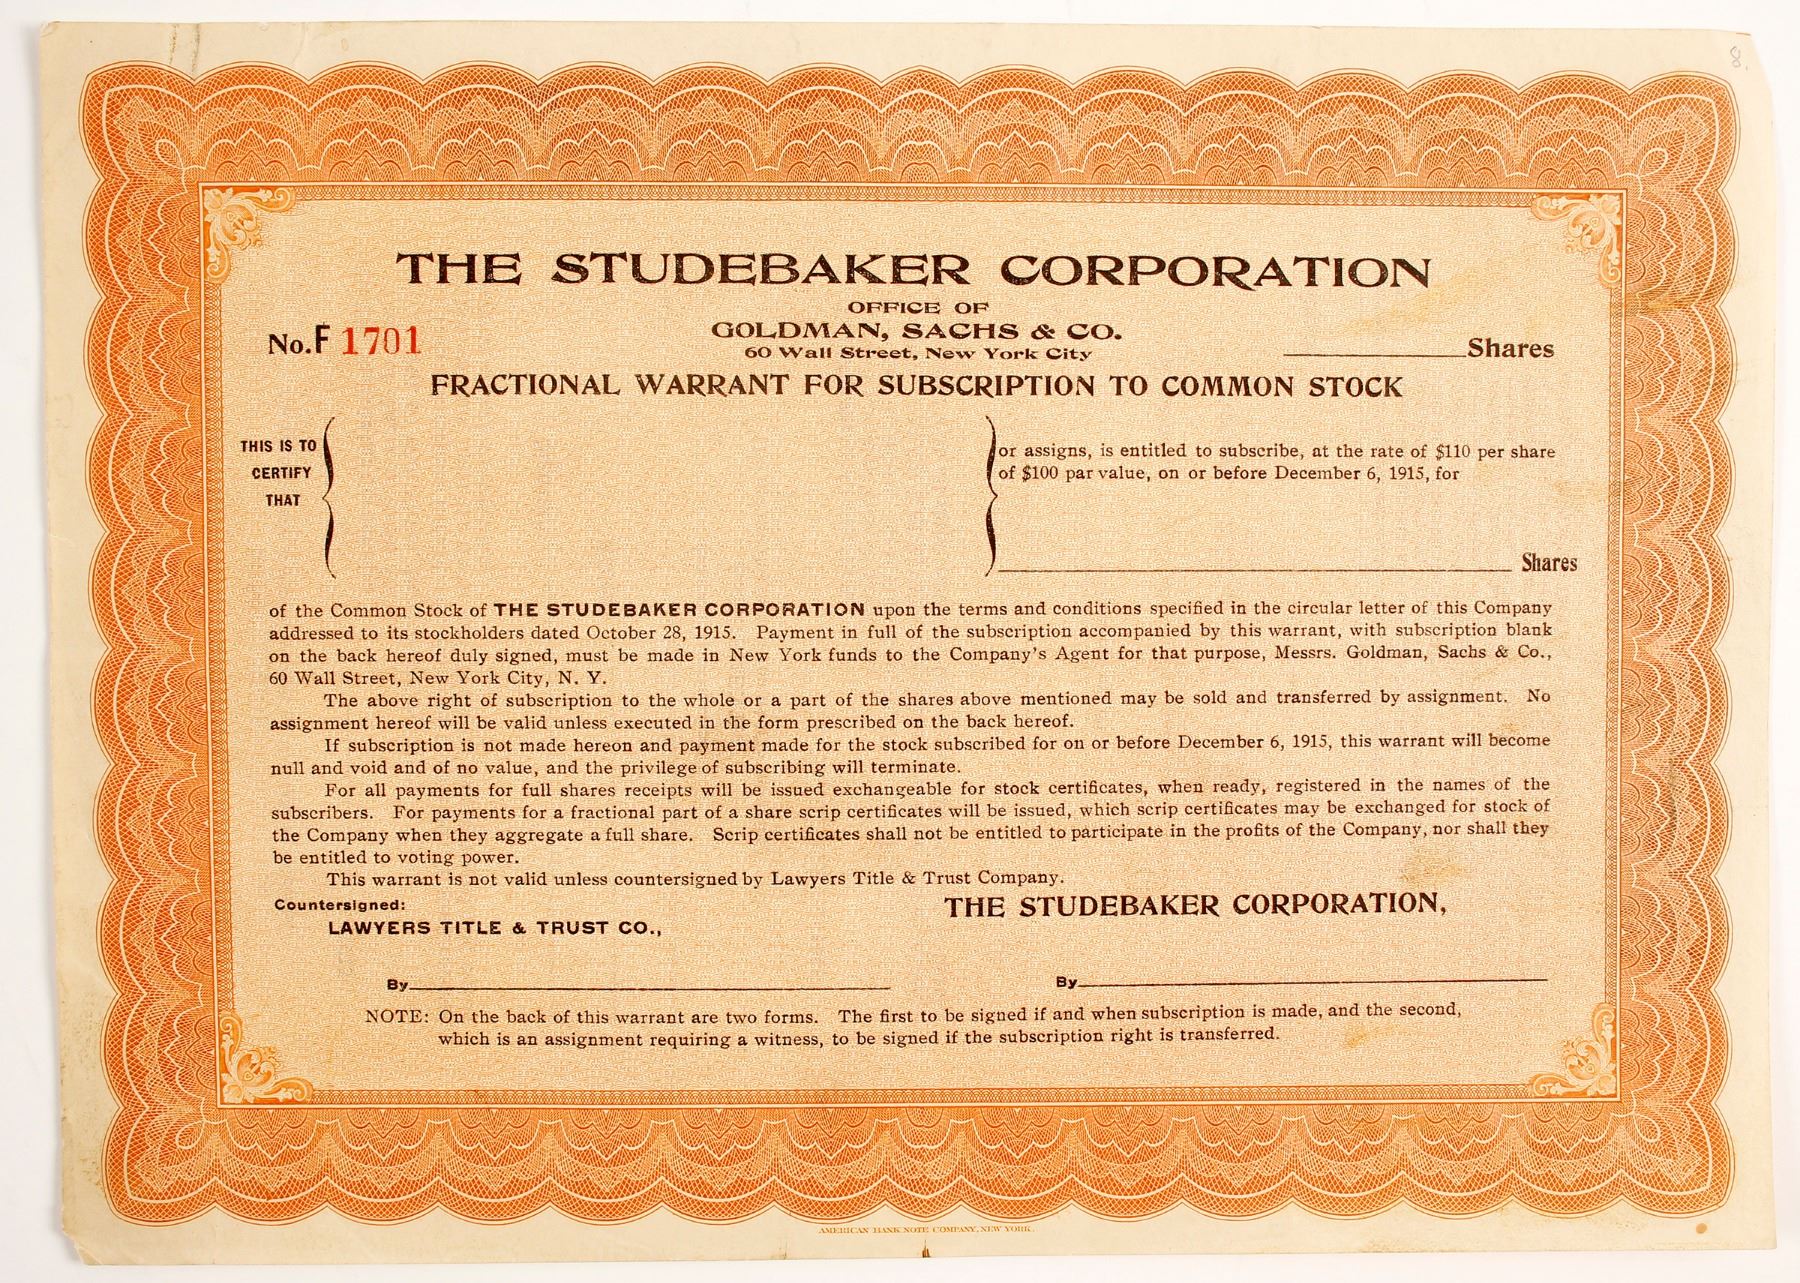 8.
THE STUDEBAKER CORPORATION
OFFICE OF
GOLDMAN, SACHS & CO.
60 Wall Street, New York City
No. F 1701
Shares
FRACTIONAL WARRANT FOR SUBSCRIPTION TO COMMON STOCK
THIS IS TO
CERTIFY
THAT
or assigns, is entitled to subscribe, at the rate of $110 per share
of $100 par value, on or before December 6, 1915, for
Shares
of the Common Stock of THE STUDEBAKER CORPORATION upon the terms and conditions specified in the circular letter of this Company
addressed to its stockholders dated October 28, 1915. Payment in full of the subscription accompanied by this warrant, with subscription blank
on the back hereof duly signed, must be made in New York funds to the Company's Agent for that purpose, Messrs. Goldman, Sachs & Co.,
60 Wall Street, New York City, N. Y.
The above right of subscription to the whole or a part of the shares above mentioned may be sold and transferred by assignment. No
assignment hereof will be valid unless executed in the form prescribed on the back hereof.
If subscription is not made hereon and payment made for the stock subscribed for on or before December 6, 1915, this warrant will become
null and void and of no value, and the privilege of subscribing will terminate.
For all payments for full shares receipts will be issued exchangeable for stock certificates, when ready, registered in the names of the
subscribers. For payments for a fractional part of a share scrip certificates will be issued, which scrip certificates may be exchanged for stock of
the Company when they aggregate a full share. Scrip certificates shall not be entitled to participate in the profits of the Company, nor shall they
be entitled to voting power.
This warrant is not valid unless countersigned by Lawyers Title & Trust Company.
Countersigned:
LAWYERS TITLE & TRUST CO.,
THE STUDEBAKER CORPORATION,
By
By
NOTE: On the back of this warrant are two forms. The first to be signed if and when subscription is made, and the second,
which is an assignment requiring a witness, to be signed if the subscription right is transferred.
AMERICAN BANK NOTE COMPANY, NEW YORK.